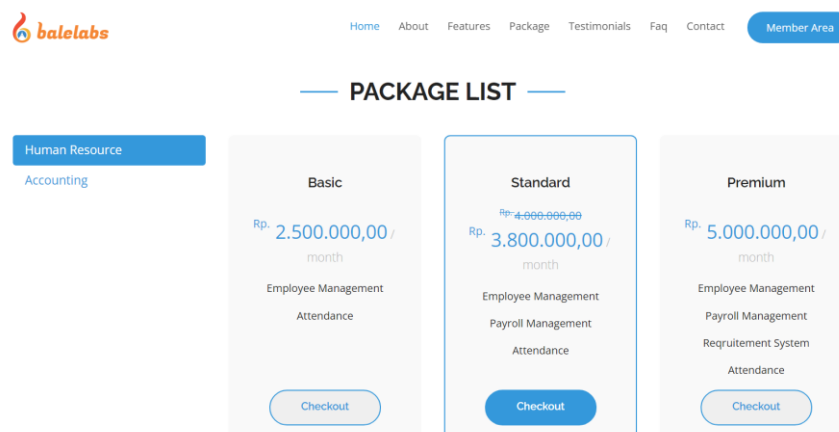 balelabs
Home About Features Package Testimonials Faq Contact Member Area
PACKAGE LIST
Human Resource
Accounting
Basic
Rp. 2.500.000,00 /
month
Employee Management
Attendance
Checkout
Standard
Rp. 4.000.000,00
Rp. 3.800.000,00 /
month
Employee Management
Payroll Management
Attendance
Checkout
Premium
Rp. 5.000.000,00 /
month
Employee Management
Payroll Management
Reqruitement System
Attendance
Checkout